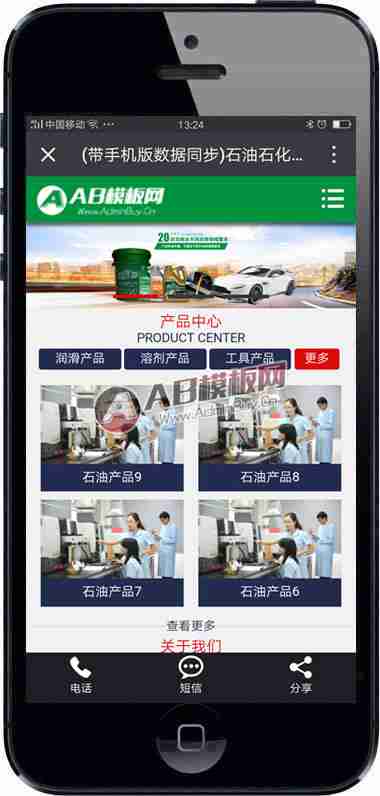 中国移动
13:24
(带手机版数据同步)石油石化...
AB模板网
Www.AdminBuy.Cn
20
产品中心
PRODUCT CENTER
润滑产品
溶剂产品
工具产品
更多
AB模板网
Www.AdminBuy.Cn
石油产品9
石油产品8
石油产品7
石油产品6
查看更多
关于我们
电话
短信
分享